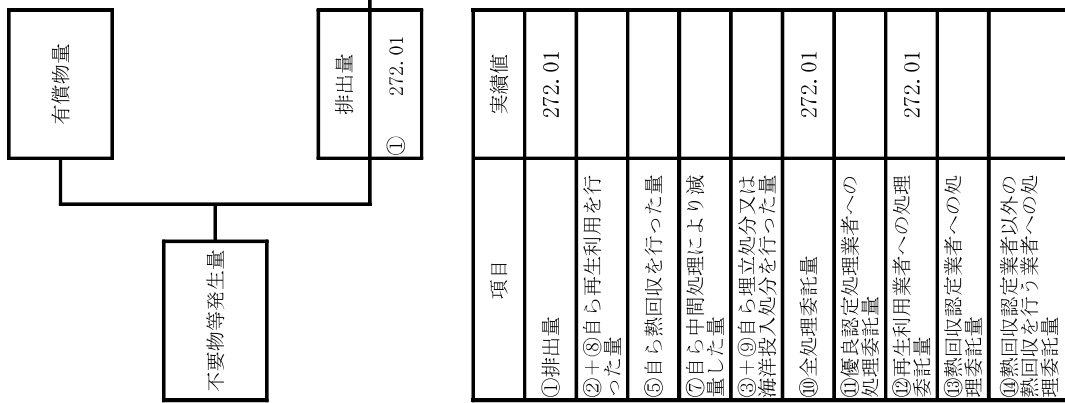 不要物等発生量
有償物量
排出量
① 272.01
項目 実績値
①排出量 272.01
②＋⑧自ら再生利用を行
った量
⑤自ら熱回収を行った量
⑦自ら中間処理により減
量した量
③＋⑨自ら埋立処分又は
海洋投入処分を行った量
⑩全処理委託量 272.01
⑪優良認定処理業者への
処理委託量
⑫再生利用業者への処理
委託量 272.01
⑬熱回収認定業者への処
理委託量
⑭熱回収認定業者以外の
熱回収を行う業者への処
理委託量